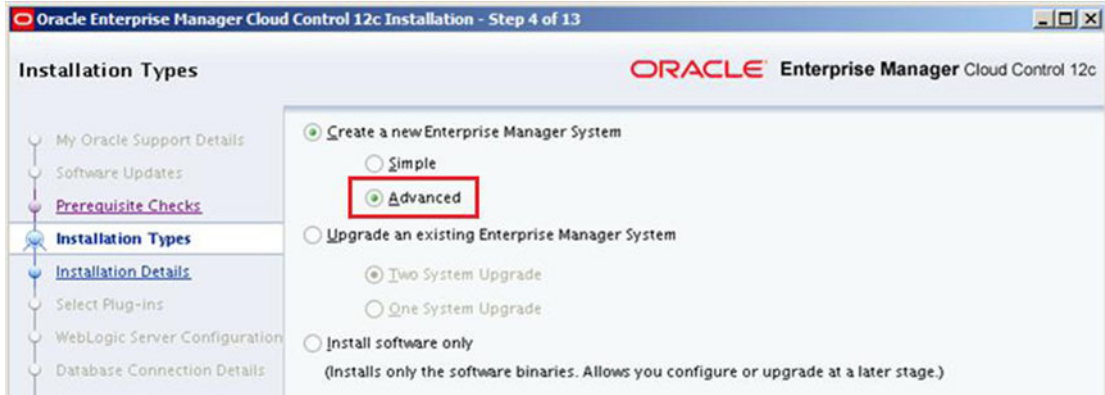 Oracle Enterprise Manager Cloud Control 12c Installation - Step 4 of 13
Installation Types
ORACLE Enterprise Manager Cloud Control 12c
My Oracle Support Details
Software Updates
Prerequisite Checks
Installation Types
Installation Details
Select Plug-ins
WebLogic Server Configuration
Database Connection Details
Create a new Enterprise Manager System
Simple
Advanced
Upgrade an existing Enterprise Manager System
Two System Upgrade
One System Upgrade
Install software only
(Installs only the software binaries. Allows you configure or upgrade at a later stage.)